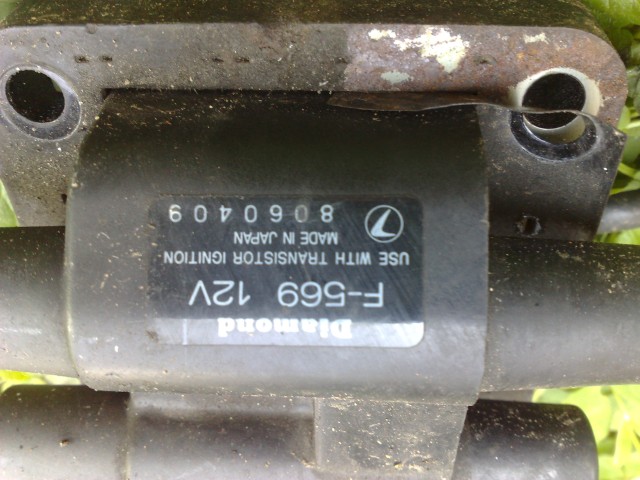 Diamond
F-569 12V
USE WITH TRANSISTOR IGNITION
MADE IN JAPAN
8060409